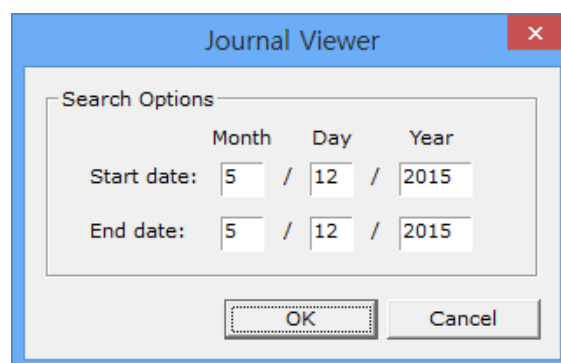 Journal Viewer
Search Options
Month Day Year
Start date: 5 / 12 / 2015
End date: 5 / 12 / 2015
OK Cancel